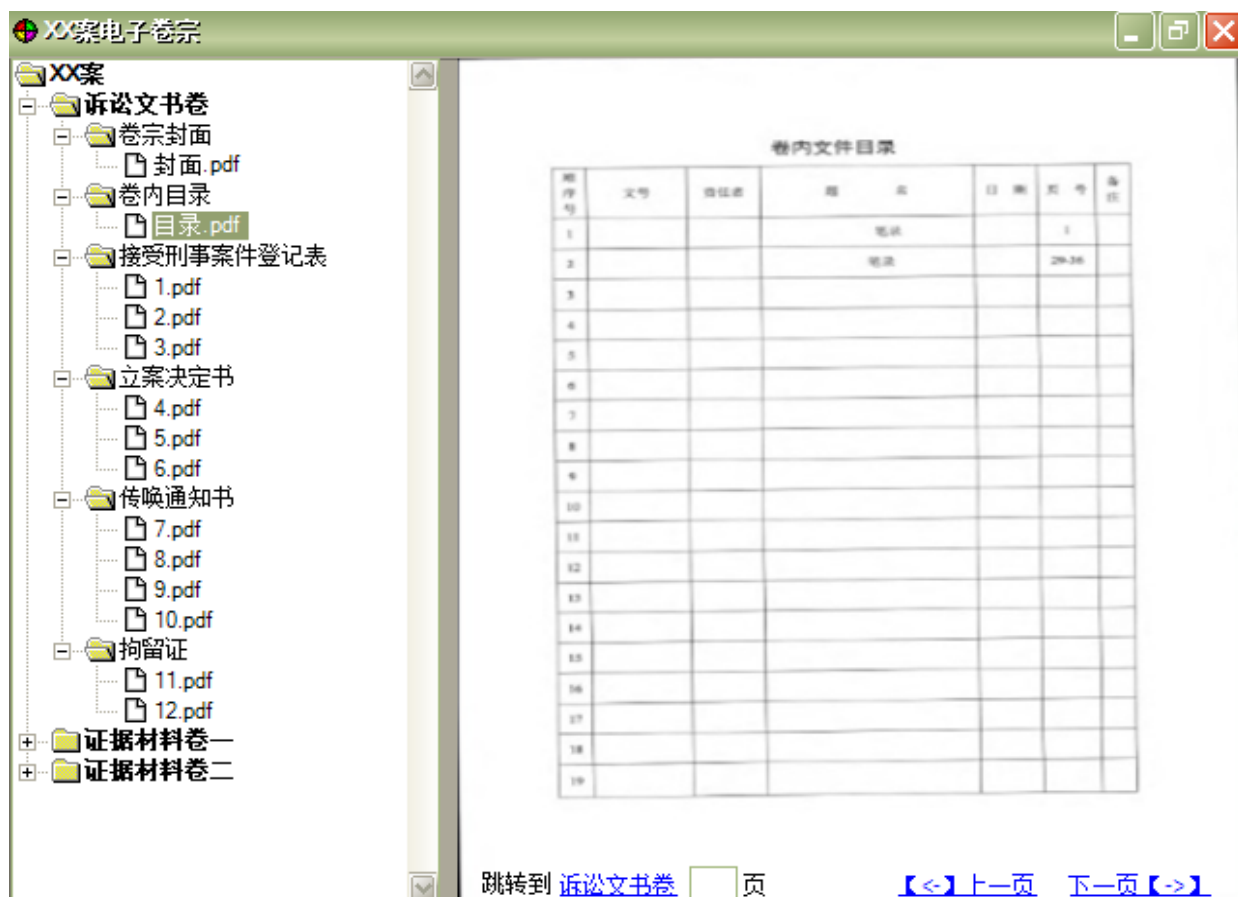 XX案电子卷宗
XX案
诉讼文书卷
卷宗封面
封面.pdf
卷内目录
目录.pdf
接受刑事案件登记表
1.pdf
2.pdf
3.pdf
立案决定书
4.pdf
5.pdf
6.pdf
传唤通知书
7.pdf
8.pdf
9.pdf
10.pdf
拘留证
11.pdf
12.pdf
证据材料卷一
证据材料卷二
卷内文件目录
顺序号 文号 责任者 题 名 日 期 页 号 备注
1 笔录 1
2 笔录 29-36
3
4
5
6
7
8
9
10
11
12
13
14
15
16
17
18
19
跳转到 诉讼文书卷 页 【<-】上一页 下一页【->】